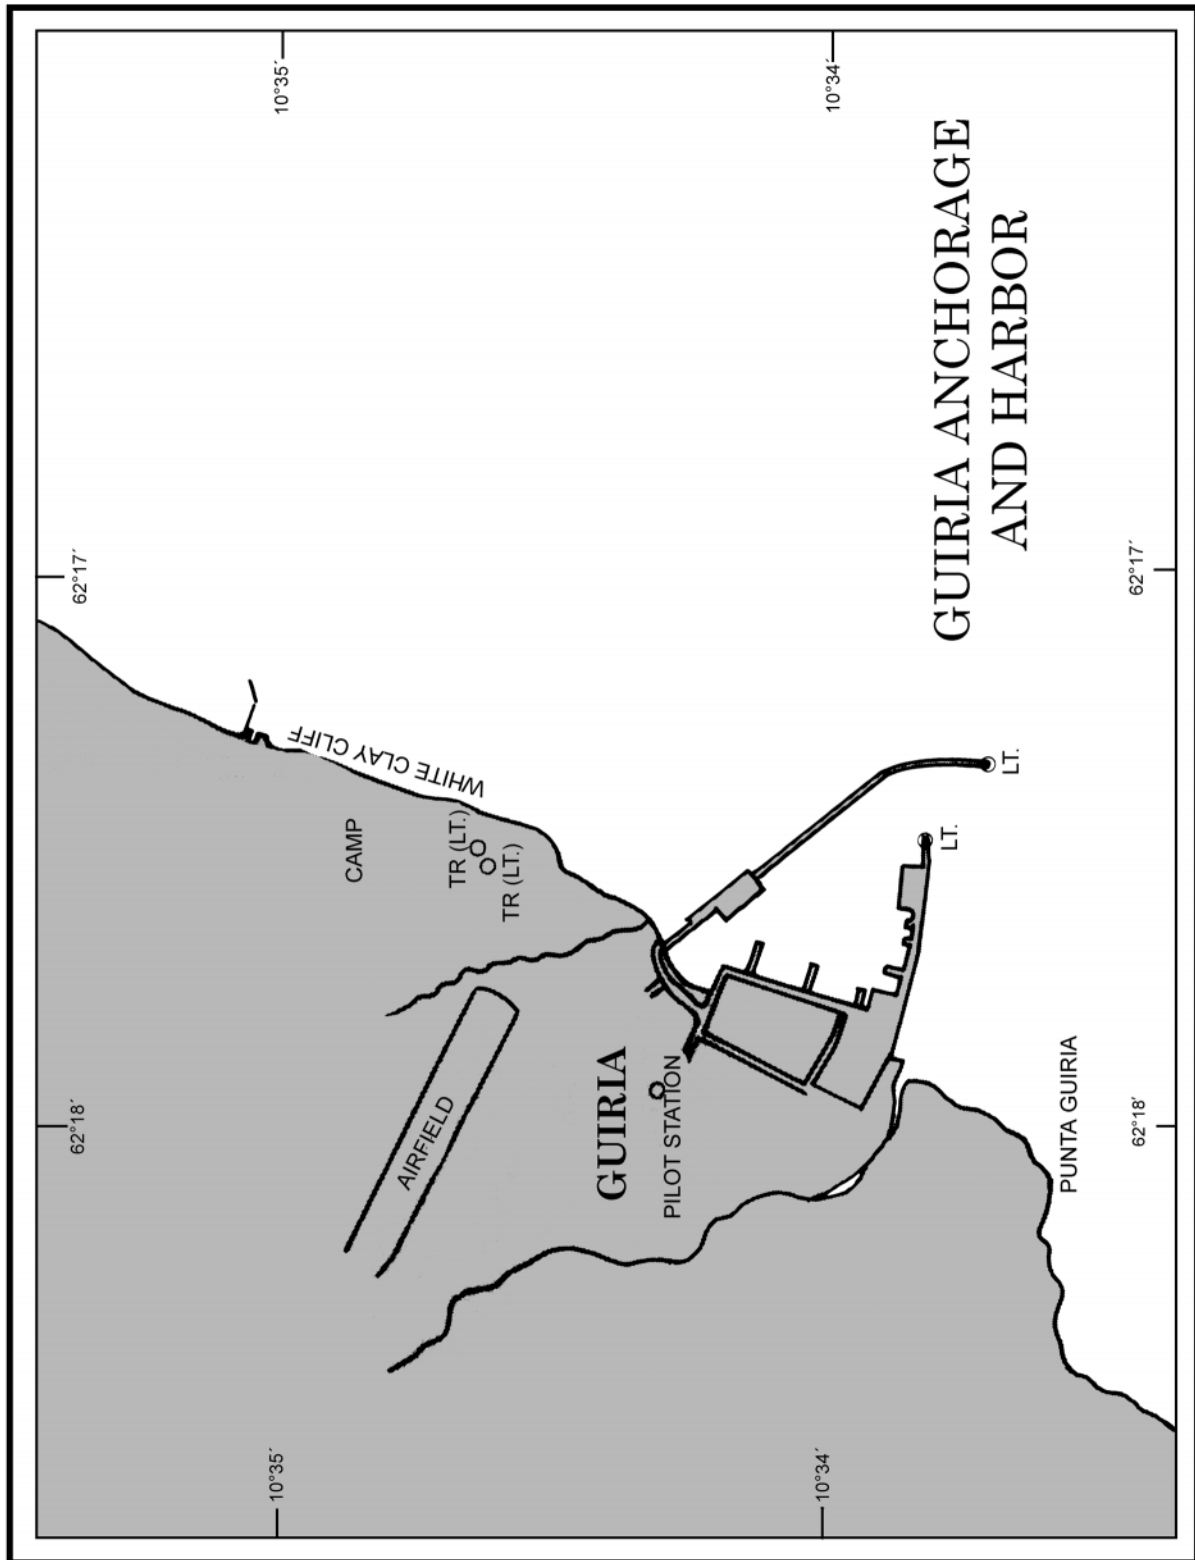 62°18´
62°17´
10°35´
10°35´
WHITE CLAY CLIFF
CAMP
TR (LT.)
TR (LT.)
AIRFIELD
GUIRIA
PILOT STATION
10°34´
10°34´
LT.
LT.
GUIRIA ANCHORAGE
AND HARBOR
PUNTA GUIRIA
62°18´
62°17´